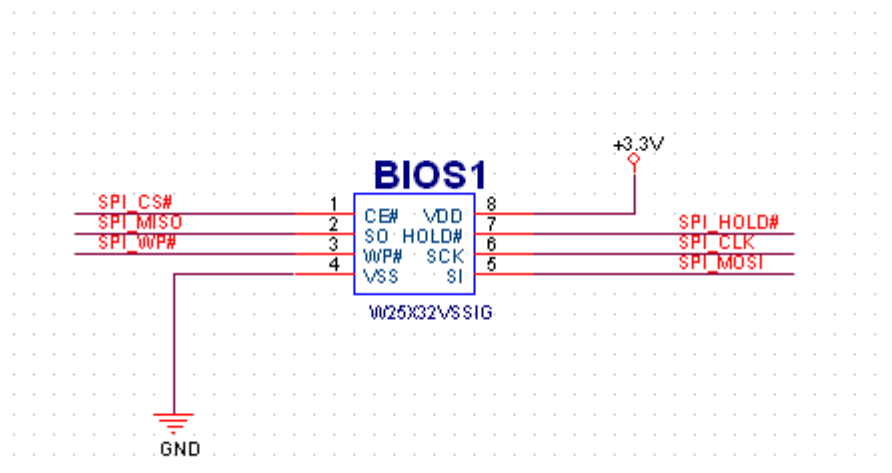 +3.3V
BIOS1
SPI_CS# 1 CE# VDD 8
SPI_MISO 2 SO HOLD# 7 SPI_HOLD#
SPI_WP# 3 WP# SCK 6 SPI_CLK
4 VSS SI 5 SPI_MOSI
W25X32VSSIG
GND